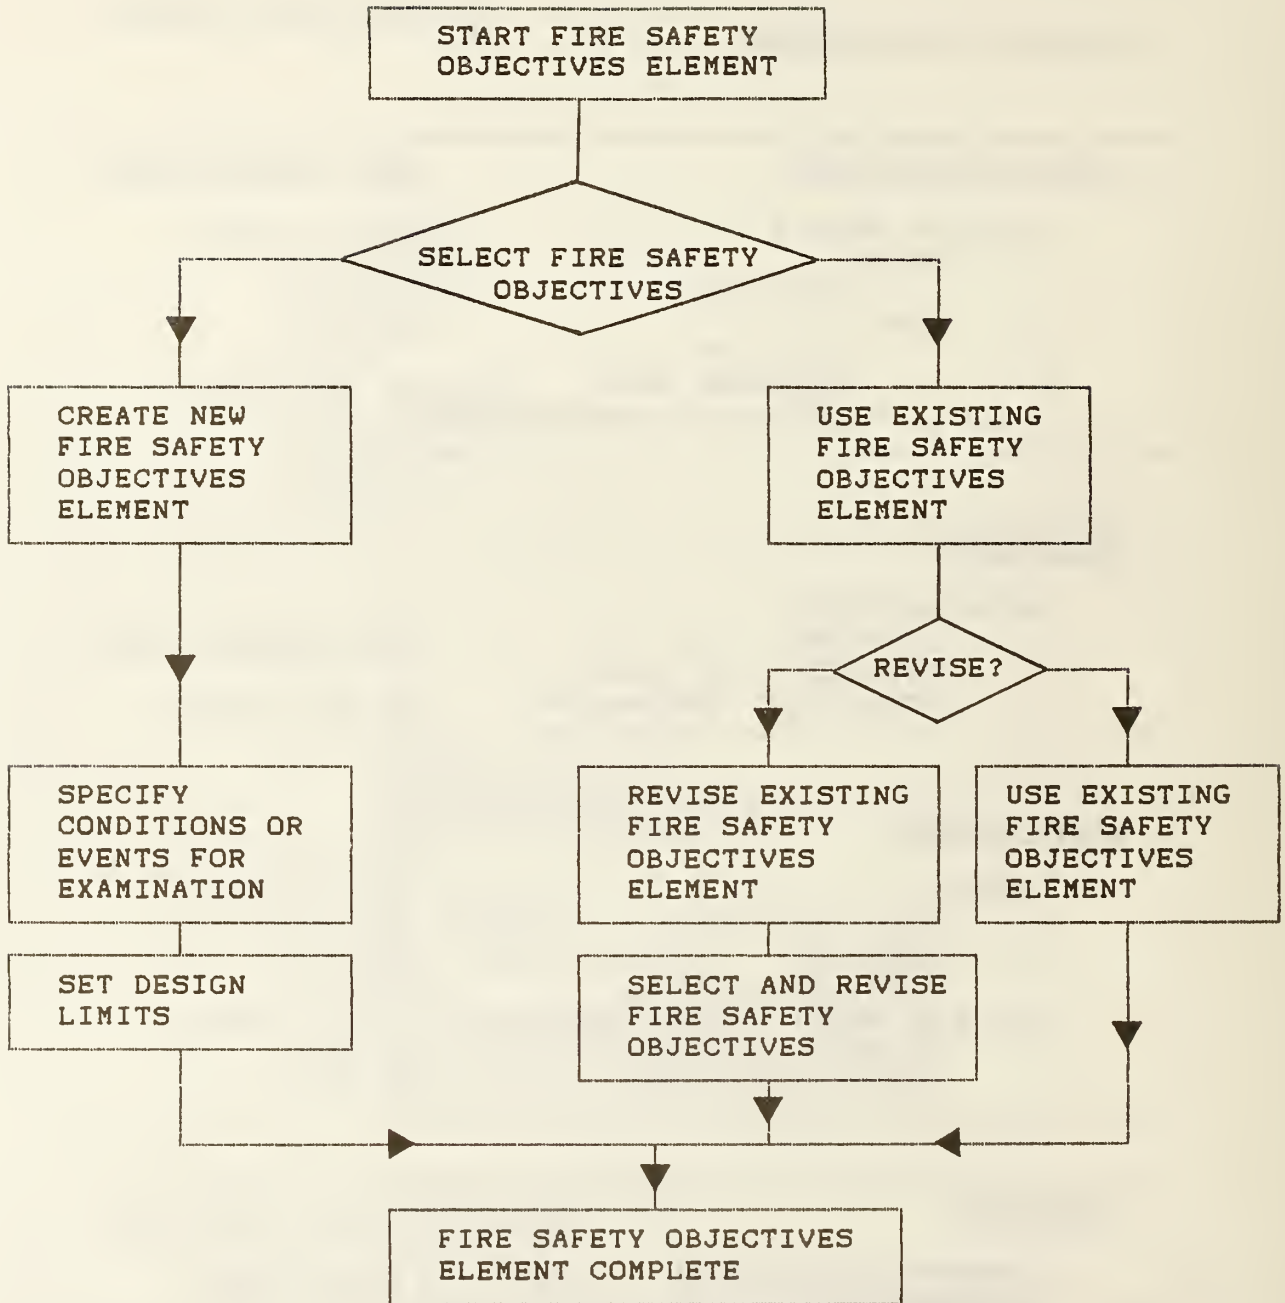 START FIRE SAFETY
OBJECTIVES ELEMENT
SELECT FIRE SAFETY
OBJECTIVES
CREATE NEW
FIRE SAFETY
OBJECTIVES
ELEMENT
USE EXISTING
FIRE SAFETY
OBJECTIVES
ELEMENT
REVISE?
SPECIFY
CONDITIONS OR
EVENTS FOR
EXAMINATION
REVISE EXISTING
FIRE SAFETY
OBJECTIVES
ELEMENT
USE EXISTING
FIRE SAFETY
OBJECTIVES
ELEMENT
SET DESIGN
LIMITS
SELECT AND REVISE
FIRE SAFETY
OBJECTIVES
FIRE SAFETY OBJECTIVES
ELEMENT COMPLETE